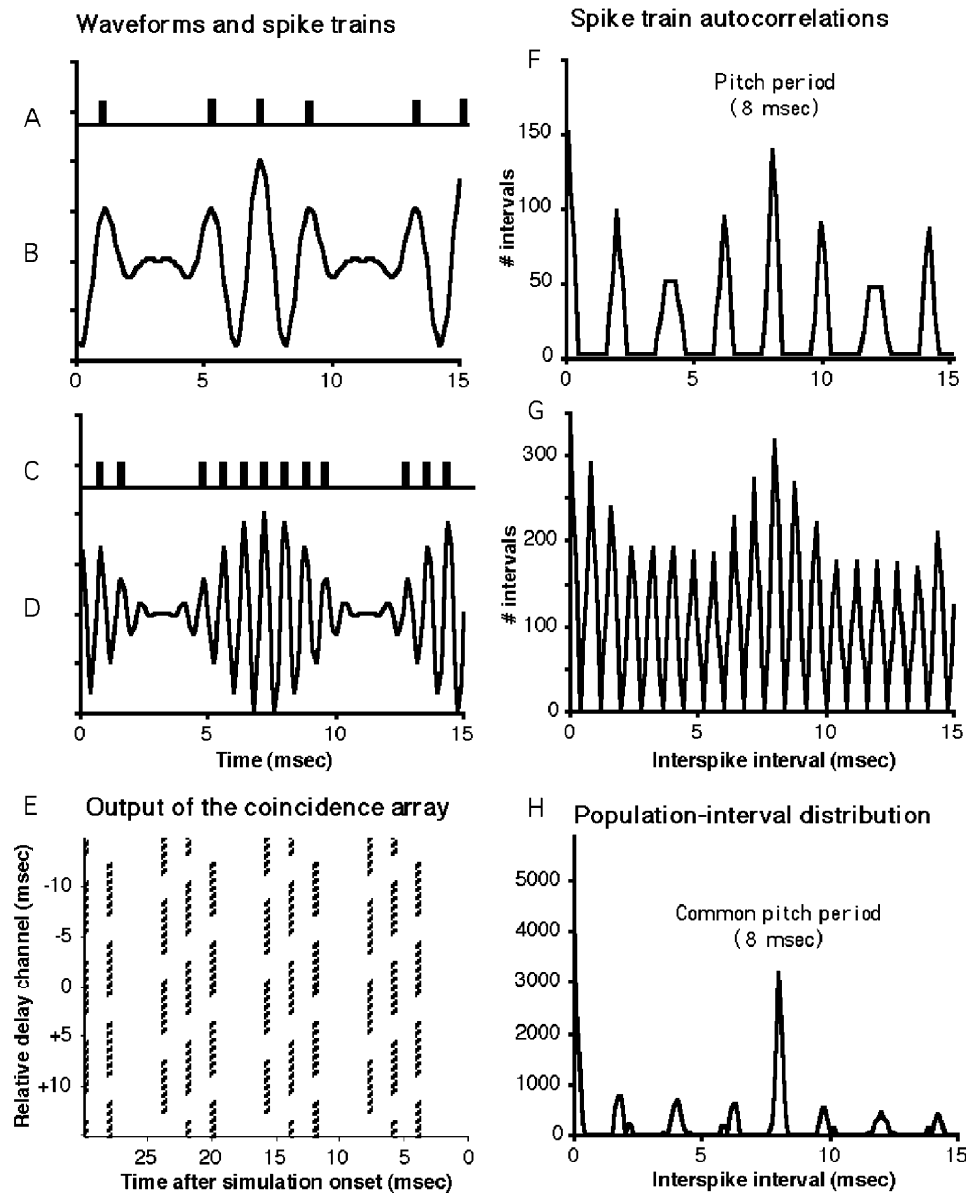 Waveforms and spike trains
A
B
0 5 10 15
C
D
0 5 10 15
Time (msec)
Spike train autocorrelations
F
Pitch period
(8 msec)
# intervals
150
100
50
0
0 5 10 15
G
# intervals
300
200
100
0
0 5 10 15
Interspike interval (msec)
E Output of the coincidence array
Relative delay channel (msec)
-10
-5
0
+5
+10
25 20 15 10 5 0
Time after simulation onset (msec)
H Population-interval distribution
Common pitch period
(8 msec)
5000
4000
3000
2000
1000
0
0 5 10 15
Interspike interval (msec)